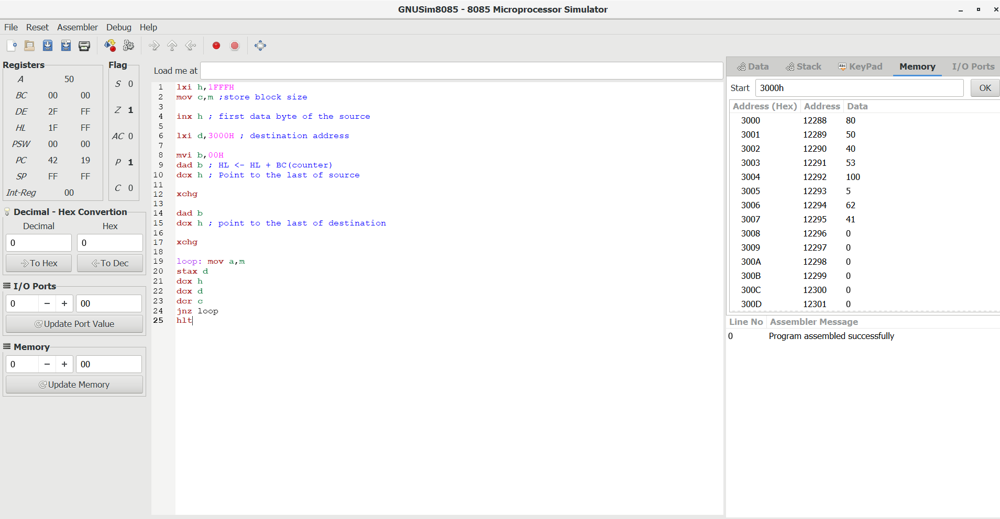 GNUSim8085 - 8085 Microprocessor Simulator
File Reset Assembler Debug Help
Registers
A 50
BC 00 00
DE 2F FF
HL 1F FF
PSW 00 00
PC 42 19
SP FF FF
Int-Reg 00
Flag
S 0
Z 1
AC 0
P 1
C 0
Decimal - Hex Convertion
Decimal Hex
0 0
To Hex To Dec
I/O Ports
0 − + 00
Update Port Value
Memory
0 − + 00
Update Memory
Load me at
1 lxi h,1FFFH
2 mov c,m ;store block size
3
4 inx h ; first data byte of the source
5
6 lxi d,3000H ; destination address
7
8 mvi b,00H
9 dad b ; HL <- HL + BC(counter)
10 dcx h ; Point to the last of source
11
12 xchg
13
14 dad b
15 dcx h ; point to the last of destination
16
17 xchg
18
19 loop: mov a,m
20 stax d
21 dcx h
22 dcx d
23 dcr c
24 jnz loop
25 hlt
Data Stack Abc KeyPad Memory I/O Ports
Start 3000h OK
Address (Hex) Address Data
3000 12288 80
3001 12289 50
3002 12290 40
3003 12291 53
3004 12292 100
3005 12293 5
3006 12294 62
3007 12295 41
3008 12296 0
3009 12297 0
300A 12298 0
300B 12299 0
300C 12300 0
300D 12301 0
Line No Assembler Message
0 Program assembled successfully